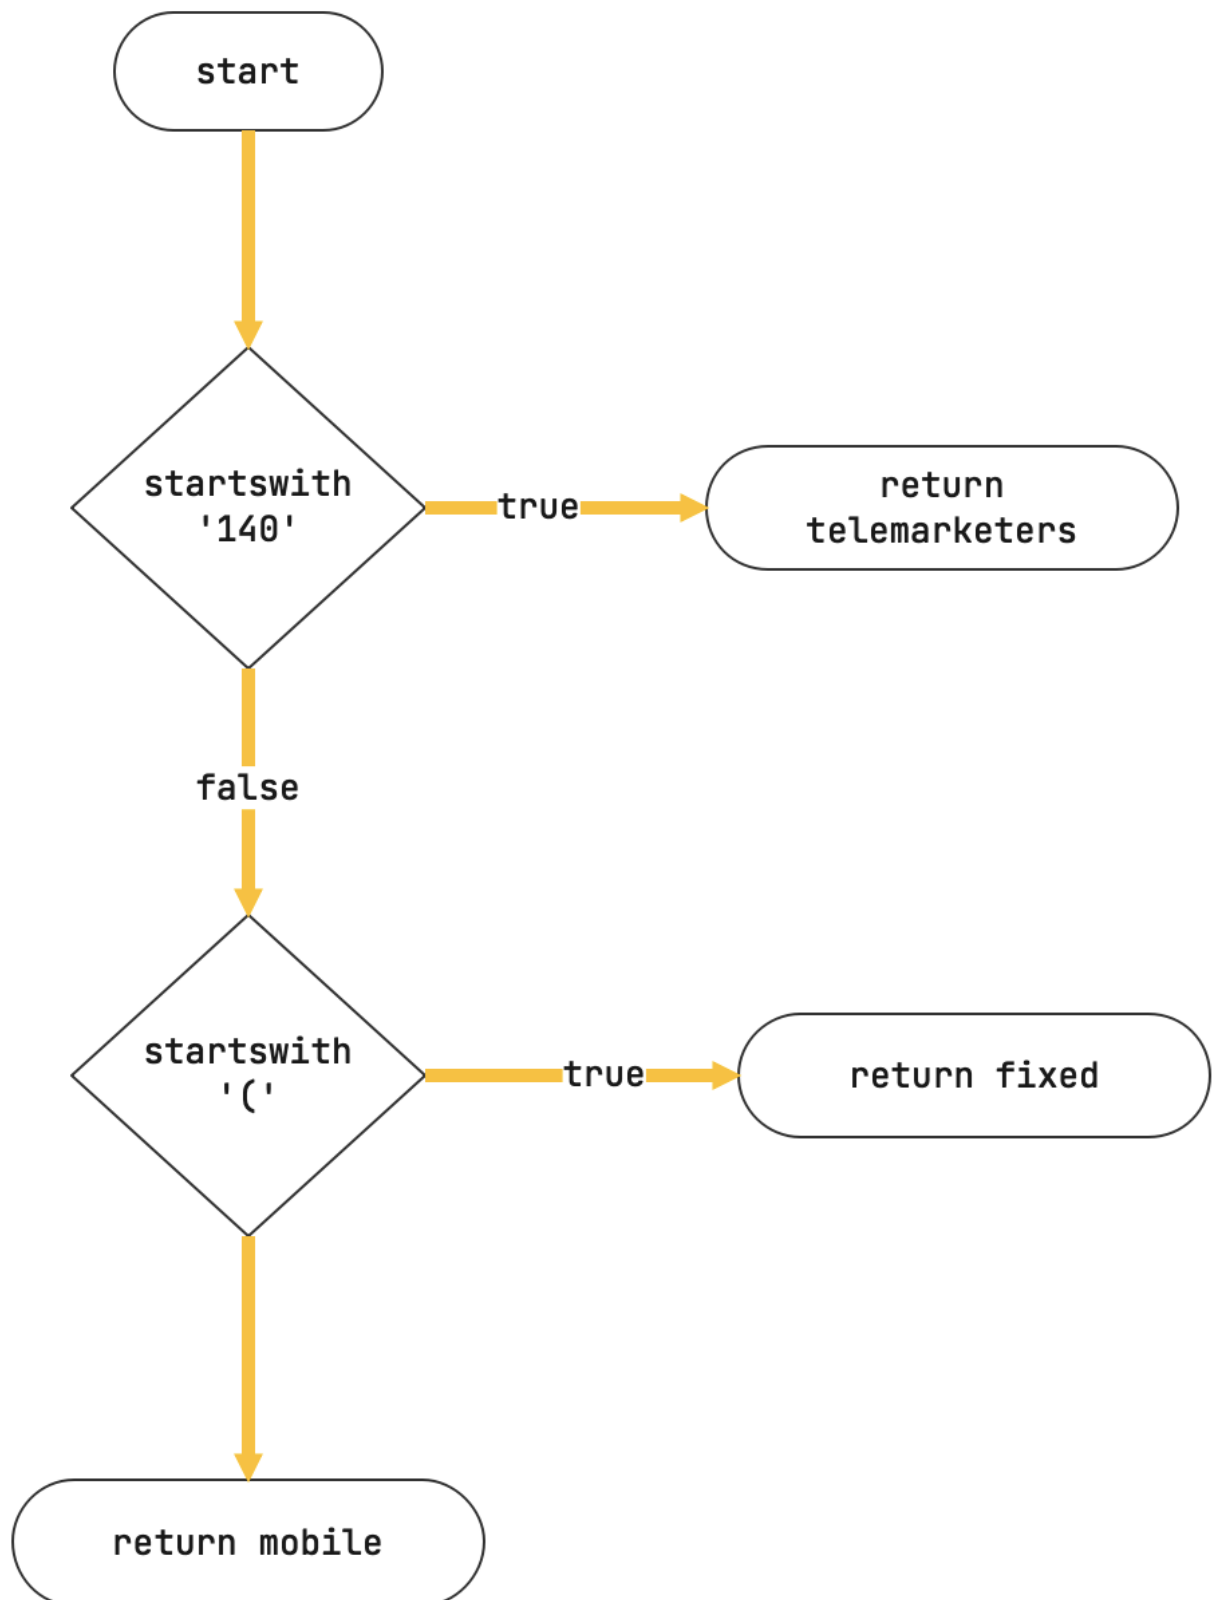 start
startswith
'140'
true
return
telemarketers
false
startswith
'('
true
return fixed
return mobile